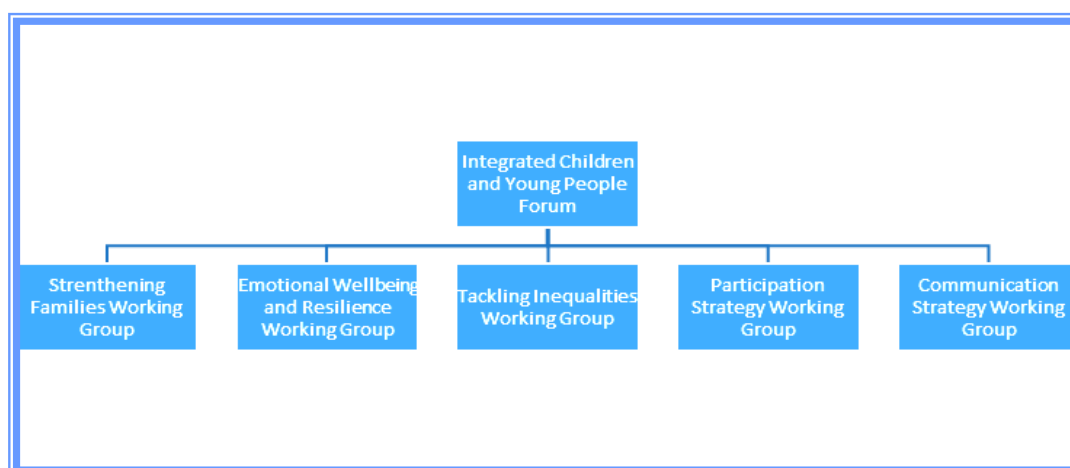 Integrated Children
and Young People
Forum
Strenthening
Families Working
Group
Emotional Wellbeing
and Resilience
Working Group
Tackling Inequalities
Working Group
Participation
Strategy Working
Group
Communication
Strategy Working
Group